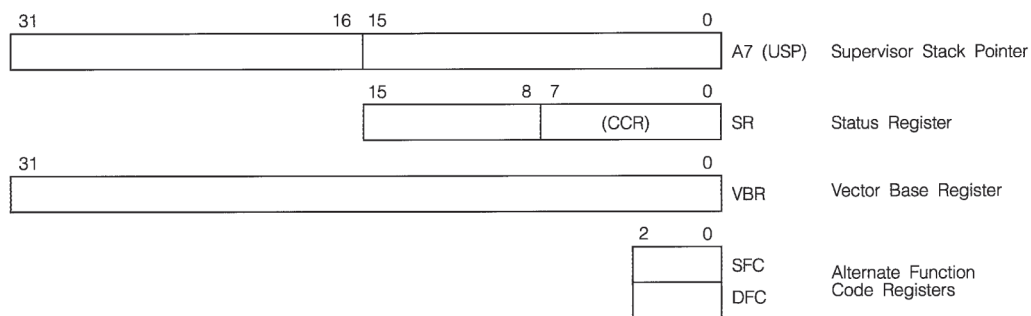 31 16 15 0
A7 (USP) Supervisor Stack Pointer
15 8 7 0
(CCR) SR Status Register
31 0
VBR Vector Base Register
2 0
SFC
Alternate Function
Code Registers
DFC